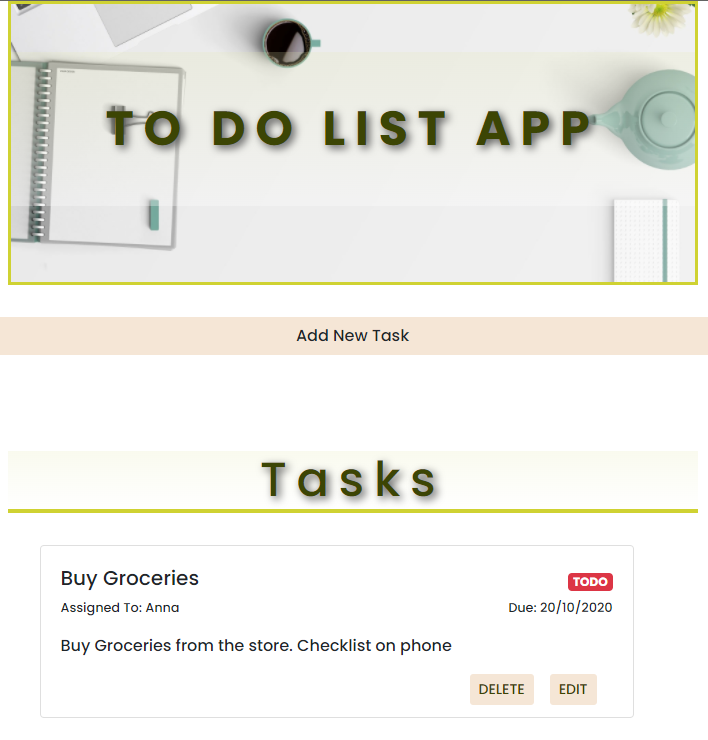 TO DO LIST APP
Add New Task
Tasks
Buy Groceries
TODO
Assigned To: Anna
Due: 20/10/2020
Buy Groceries from the store. Checklist on phone
DELETE
EDIT